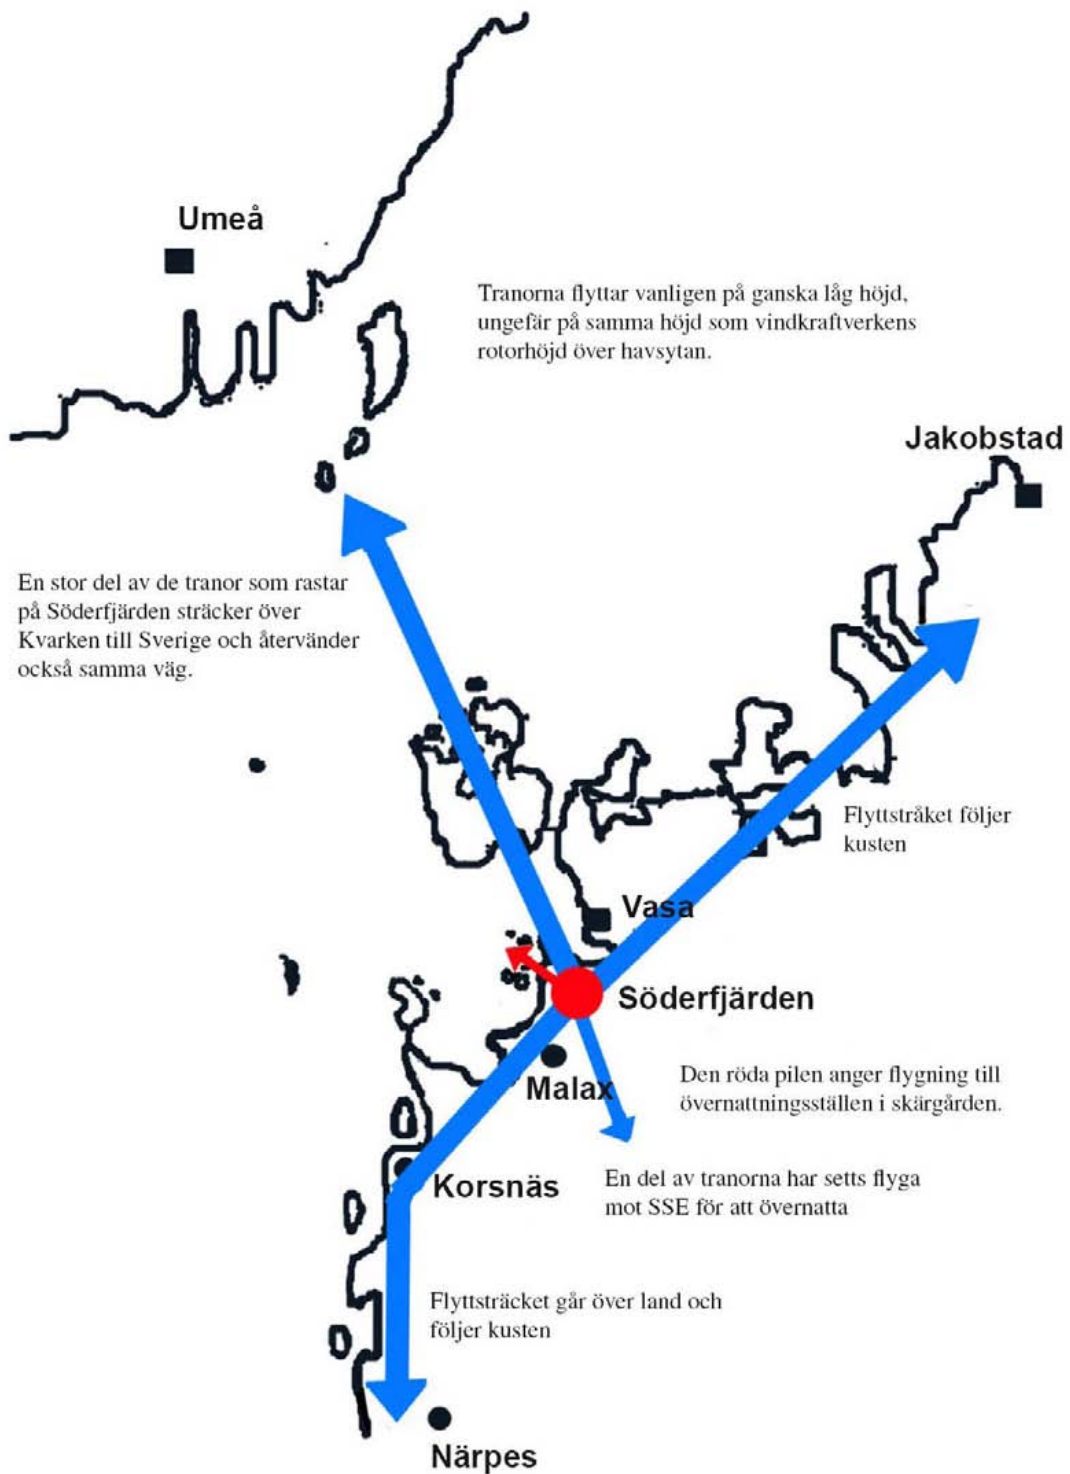 Umeå
Tranorna flyttar vanligen på ganska låg höjd,
ungefär på samma höjd som vindkraftverkens
rotorhöjd över havsytan.
Jakobstad
En stor del av de tranor som rastar
på Söderfjärden sträcker över
Kvarken till Sverige och återvänder
också samma väg.
Flyttstråket följer
kusten
Vasa
Söderfjärden
Malax
Den röda pilen anger flygning till
övernattningsställen i skärgården.
En del av tranorna har setts flyga
mot SSE för att övernatta
Korsnäs
Flyttsträcket går över land och
följer kusten
Närpes